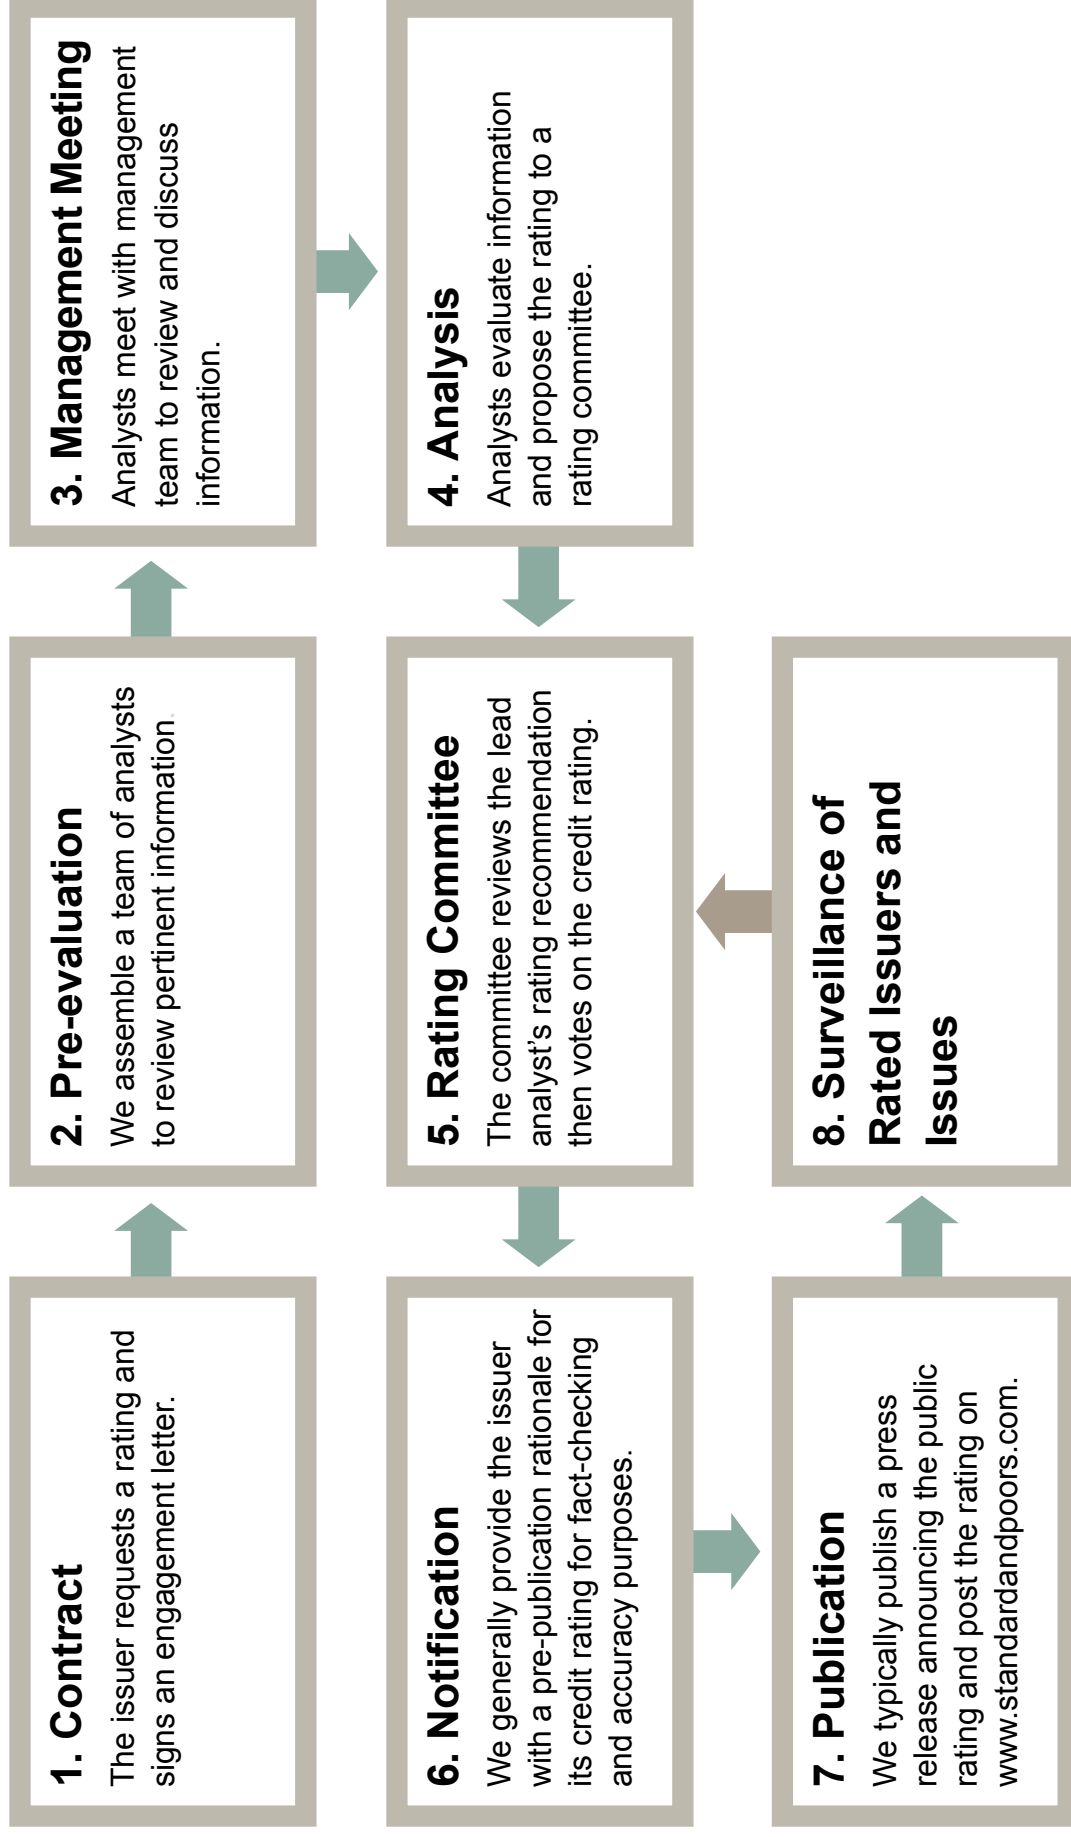 1. Contract
The issuer requests a rating and
signs an engagement letter.
2. Pre-evaluation
We assemble a team of analysts
to review pertinent information.
3. Management Meeting
Analysts meet with management
team to review and discuss
information.
4. Analysis
Analysts evaluate information
and propose the rating to a
rating committee.
5. Rating Committee
The committee reviews the lead
analyst’s rating recommendation
then votes on the credit rating.
6. Notification
We generally provide the issuer
with a pre-publication rationale for
its credit rating for fact-checking
and accuracy purposes.
7. Publication
We typically publish a press
release announcing the public
rating and post the rating on
www.standardandpoors.com.
8. Surveillance of
Rated Issuers and
Issues